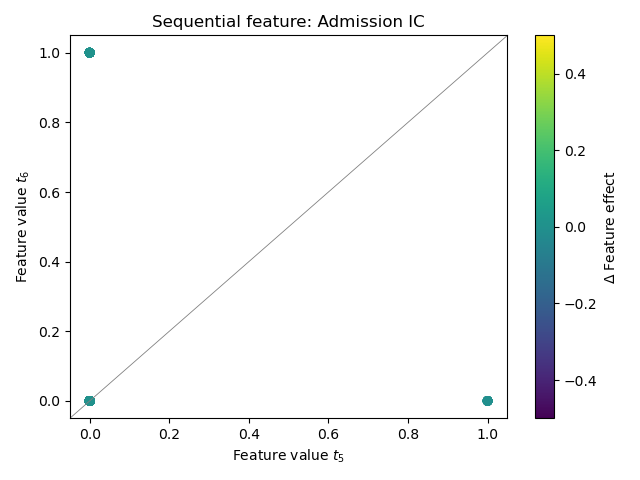 Sequential feature: Admission IC
1.0
0.8
0.6
0.4
0.2
0.0
Feature value t₆
0.0 0.2 0.4 0.6 0.8 1.0
Feature value t₅
0.4
0.2
0.0
−0.2
−0.4
Δ Feature effect